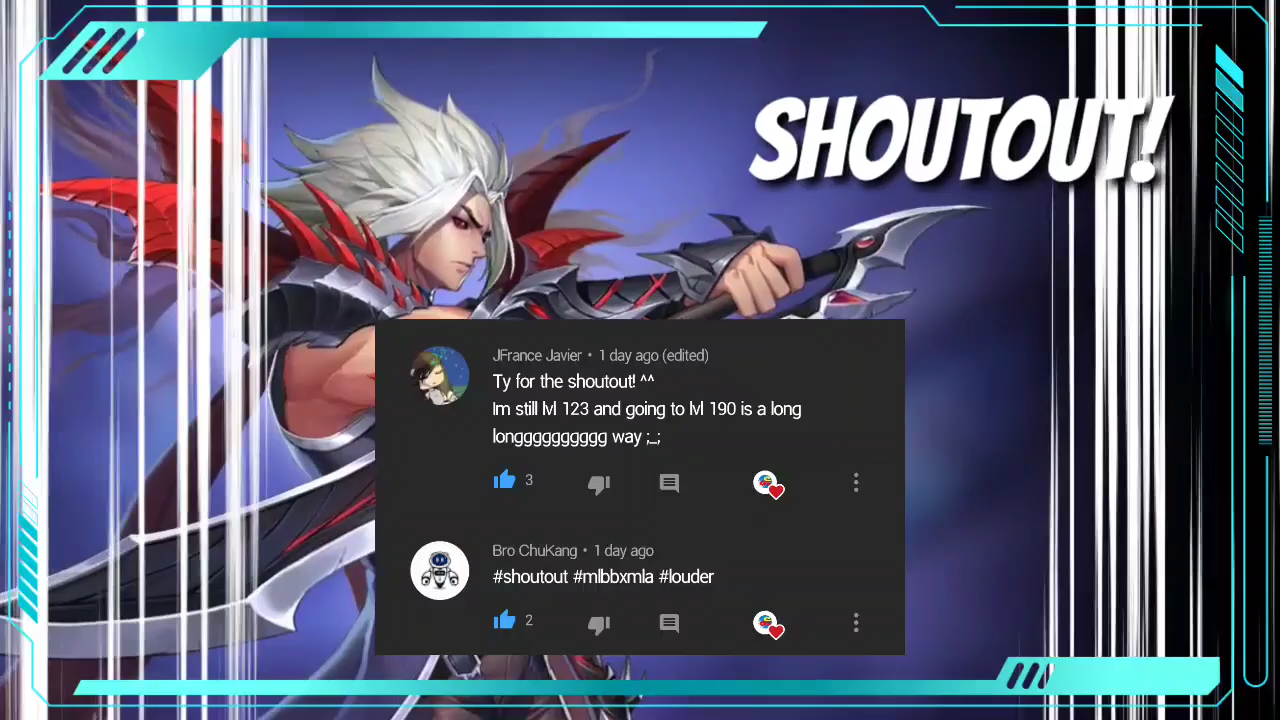 SHOUTOUT!
JFrance Javier • 1 day ago (edited)
Ty for the shoutout! ^^
Im still lvl 123 and going to lvl 190 is a long
longggggggggg way ;_;
3
Bro ChuKang • 1 day ago
#shoutout #mlbbxmla #louder
2